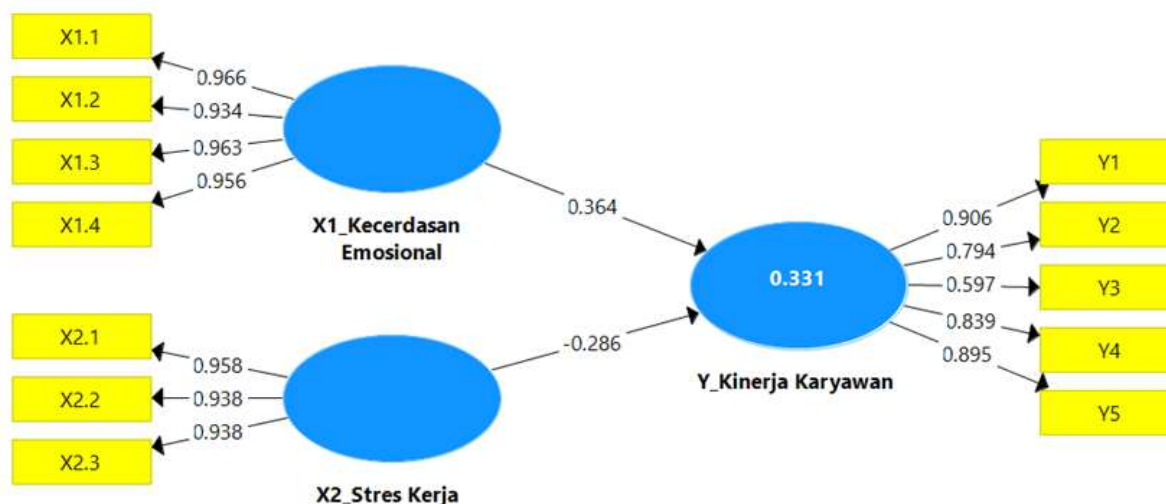 X1.1
X1.2
X1.3
X1.4
0.966
0.934
0.963
0.956
X1_Kecerdasan
Emosional
0.364
X2.1
X2.2
X2.3
0.958
0.938
0.938
X2_Stres Kerja
-0.286
0.331
Y_Kinerja Karyawan
0.906
0.794
0.597
0.839
0.895
Y1
Y2
Y3
Y4
Y5